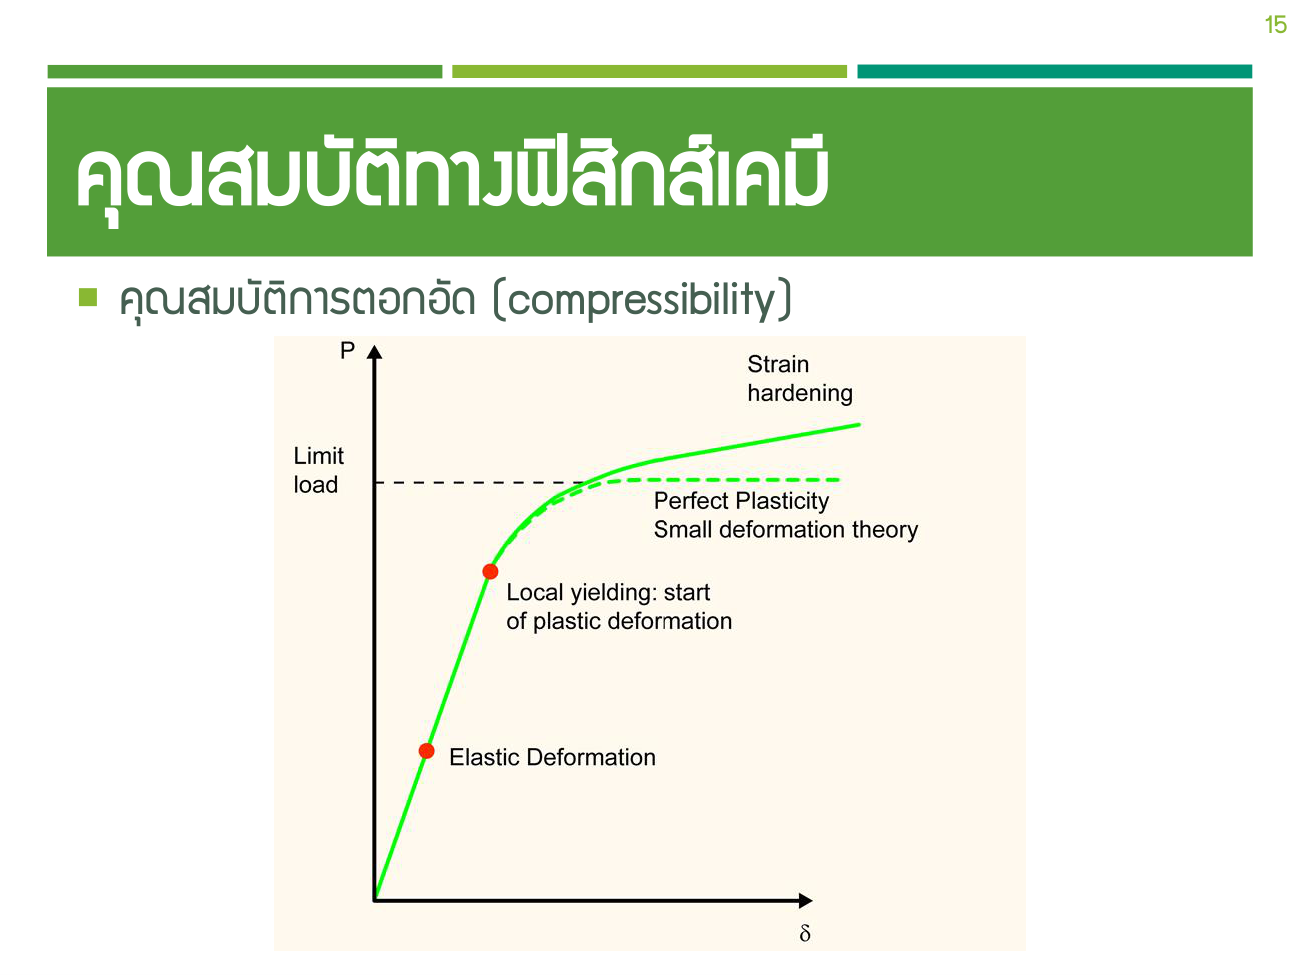 15
คุณสมบัติทางฟิสิกส์เคมี
คุณสมบัติการตอกอัด (compressibility)
P
Strain
hardening
Limit
load
Perfect Plasticity
Small deformation theory
Local yielding: start
of plastic deformation
Elastic Deformation
δ